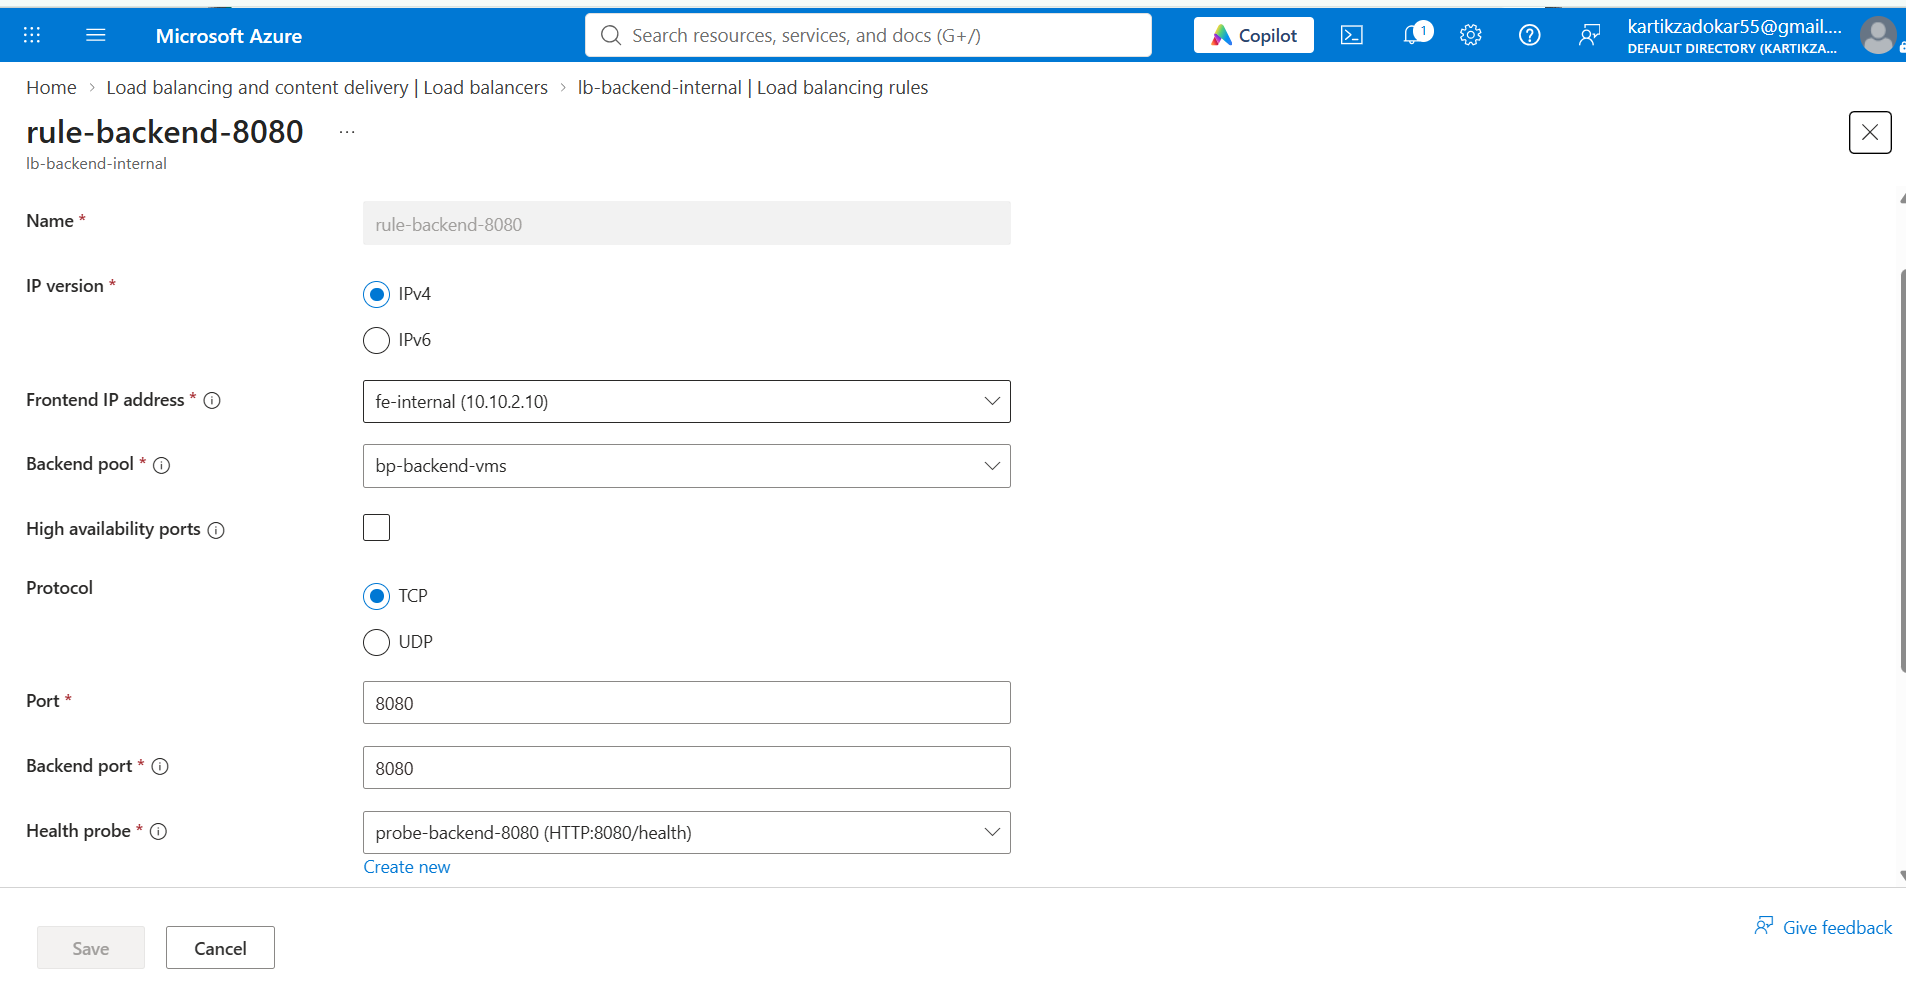 Microsoft Azure
Search resources, services, and docs (G+/)
Copilot
1
kartikzadokar55@gmail....
DEFAULT DIRECTORY (KARTIKZA...
Home > Load balancing and content delivery | Load balancers > lb-backend-internal | Load balancing rules
rule-backend-8080 ...
lb-backend-internal
Name *
rule-backend-8080
IP version *
IPv4
IPv6
Frontend IP address *
fe-internal (10.10.2.10)
Backend pool *
bp-backend-vms
High availability ports
Protocol
TCP
UDP
Port *
8080
Backend port *
8080
Health probe *
probe-backend-8080 (HTTP:8080/health)
Create new
Save
Cancel
Give feedback